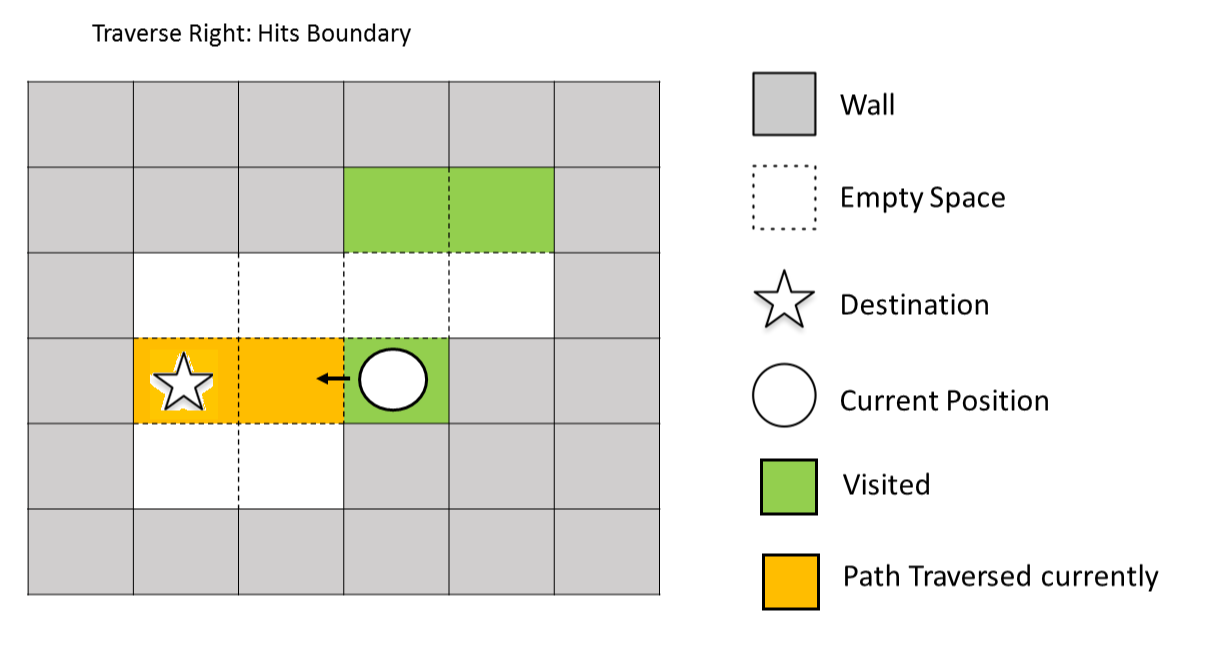 Traverse Right: Hits Boundary
Wall
Empty Space
Destination
Current Position
Visited
Path Traversed currently